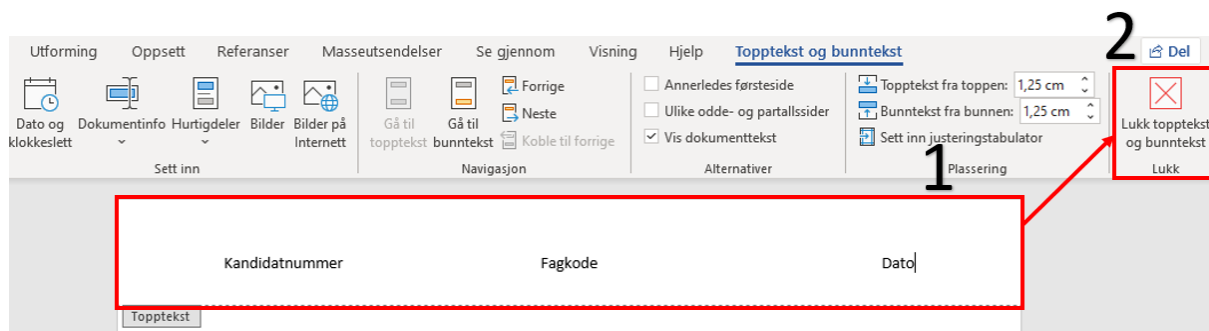 2
Utforming Oppsett Referanser Masseutsendelser Se gjennom Visning Hjelp Topptekst og bunntekst Del
Dato og klokkeslett
Dokumentinfo
Hurtigdeler
Bilder
Bilder på Internett
Sett inn
Gå til topptekst
Gå til bunntekst
Forrige
Neste
Koble til forrige
Navigasjon
Annerledes førsteside
Ulike odde- og partallssider
Vis dokumenttekst
Alternativer
Topptekst fra toppen: 1,25 cm
Bunntekst fra bunnen: 1,25 cm
Sett inn justeringstabulator
Plassering
Lukk topptekst
og bunntekst
Lukk
1
Kandidatnummer Fagkode Dato
Topptekst